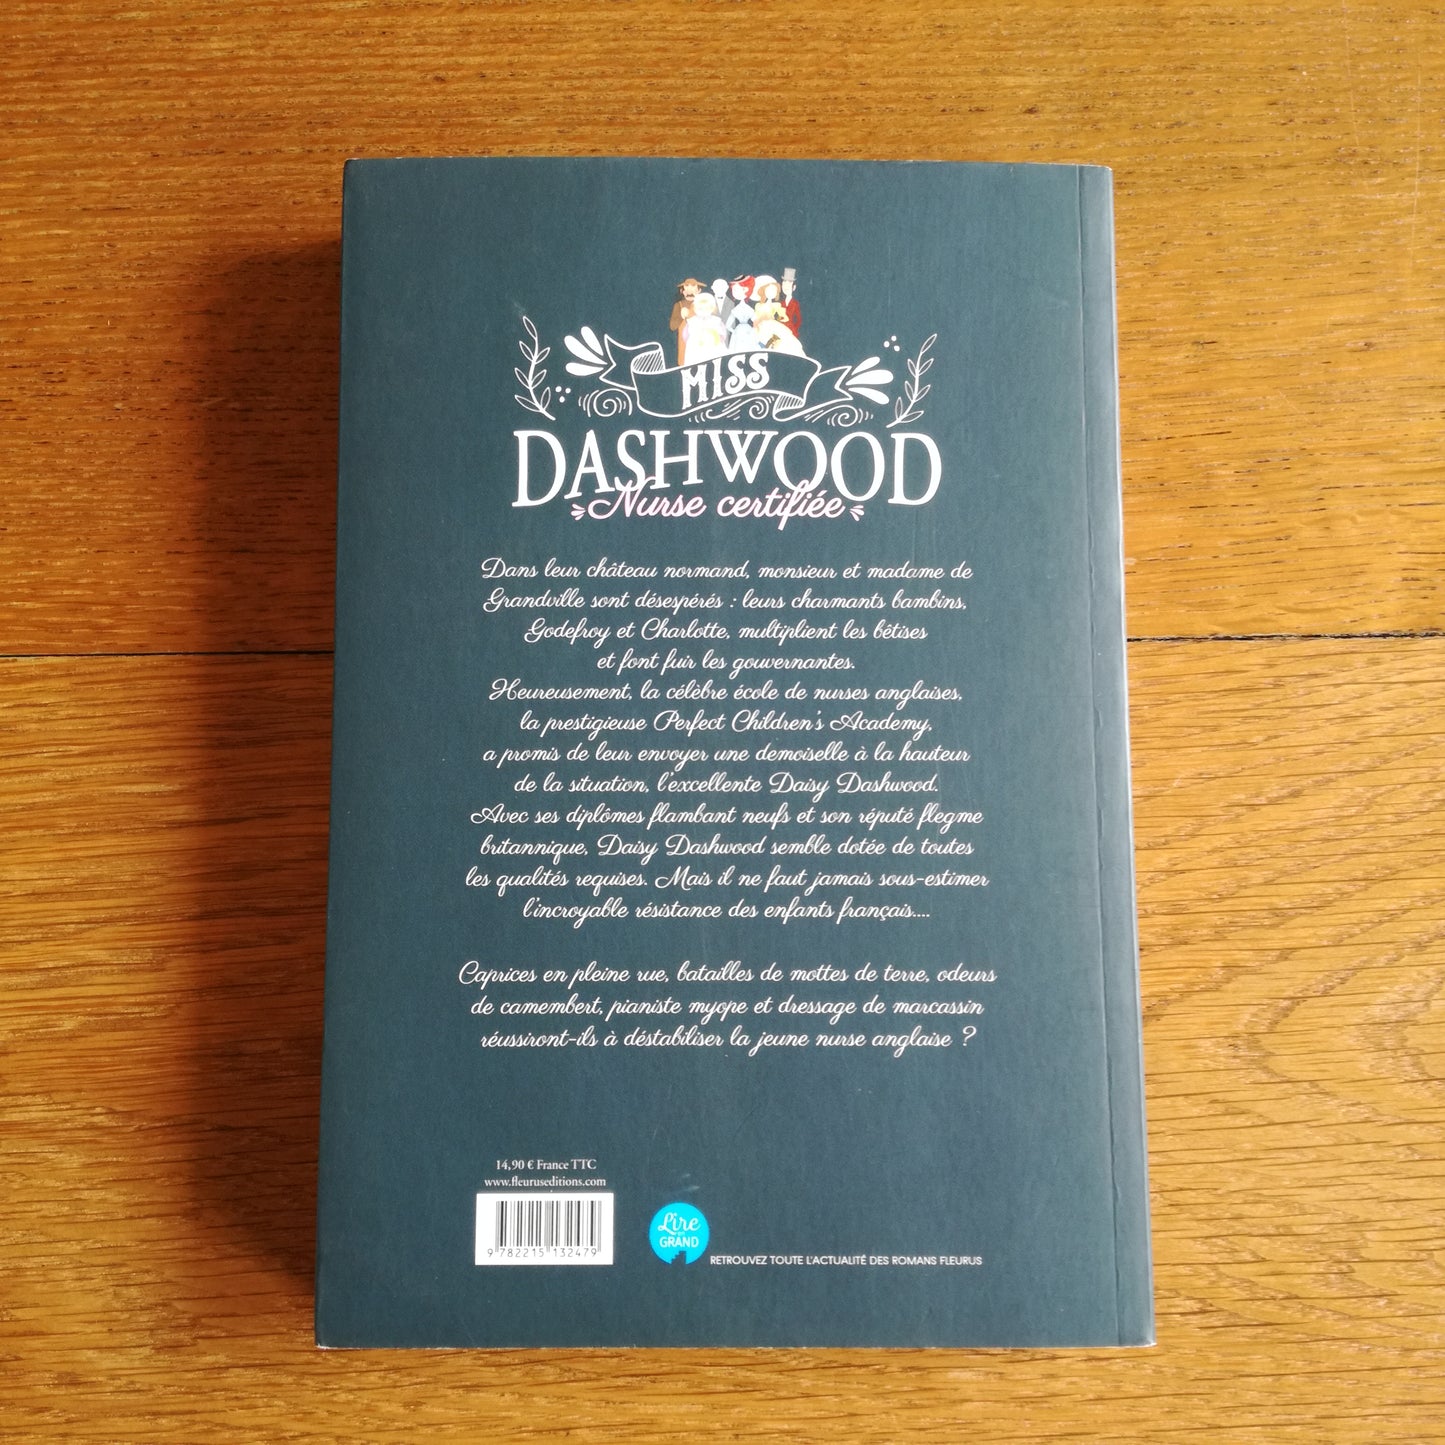 MISS
DASHWOOD
Nurse certifiée
Dans leur château normand, monsieur et madame de
Grandville sont désespérés : leurs charmants bambins,
Godefroy et Charlotte, multiplient les bêtises
et font fuir les gouvernantes.
Heureusement, la célèbre école de nurses anglaises,
la prestigieuse Perfect Children's Academy,
a promis de leur envoyer une demoiselle à la hauteur
de la situation, l'excellente Daisy Dashwood.
Avec ses diplômes flambant neufs et son réputé flegme
britannique, Daisy Dashwood semble dotée de toutes
les qualités requises. Mais il ne faut jamais sous-estimer
l'incroyable résistance des enfants français....
Caprices en pleine rue, batailles de mottes de terre, odeurs
de camembert, pianiste myope et dressage de marcassin
réussiront-ils à déstabiliser la jeune nurse anglaise ?
14,90 € France TTC
www.fleuruseditions.com
9 782215 132479
Lire
en
GRAND
RETROUVEZ TOUTE L'ACTUALITÉ DES ROMANS FLEURUS